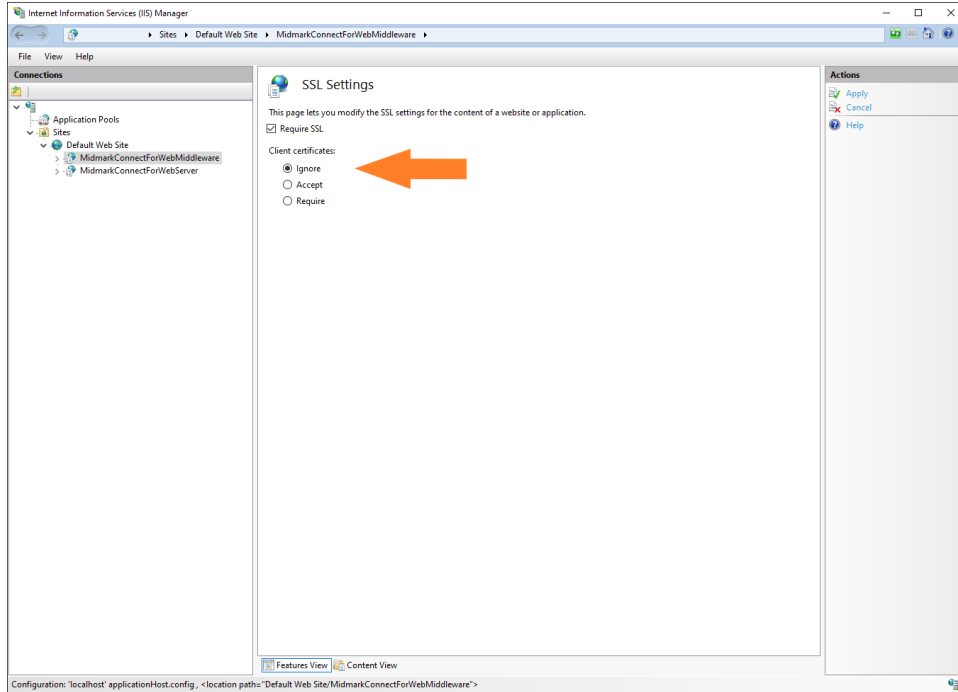 Internet Information Services (IIS) Manager
Sites Default Web Site MidmarkConnectForWebMiddleware
File View Help
Connections
Application Pools
Sites
Default Web Site
MidmarkConnectForWebMiddleware
MidmarkConnectForWebServer
SSL Settings
This page lets you modify the SSL settings for the content of a website or application.
Require SSL
Client certificates:
Ignore
Accept
Require
Features View Content View
Actions
Apply
Cancel
Help
Configuration: 'localhost' applicationHost.config , <location path="Default Web Site/MidmarkConnectForWebMiddleware">